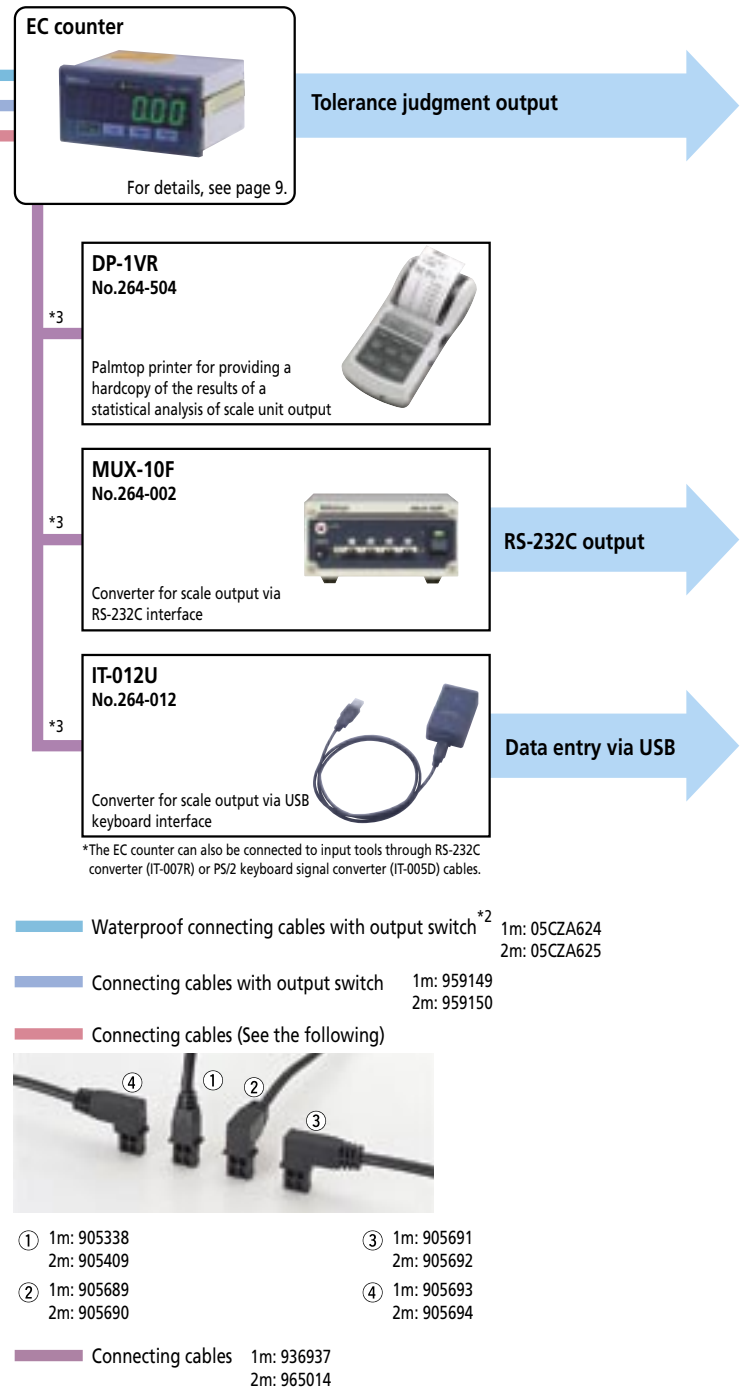 EC counter
0.00
For details, see page 9.
Tolerance judgment output
*3
DP-1VR
No.264-504
Palmtop printer for providing a
hardcopy of the results of a
statistical analysis of scale unit output
*3
MUX-10F
No.264-002
Converter for scale output via
RS-232C interface
RS-232C output
*3
IT-012U
No.264-012
Converter for scale output via USB
keyboard interface
Data entry via USB
*The EC counter can also be connected to input tools through RS-232C
converter (IT-007R) or PS/2 keyboard signal converter (IT-005D) cables.
Waterproof connecting cables with output switch*2 1m: 05CZA624
2m: 05CZA625
Connecting cables with output switch 1m: 959149
2m: 959150
Connecting cables (See the following)
④ ① ② ③
① 1m: 905338
2m: 905409
② 1m: 905689
2m: 905690
③ 1m: 905691
2m: 905692
④ 1m: 905693
2m: 905694
Connecting cables 1m: 936937
2m: 965014